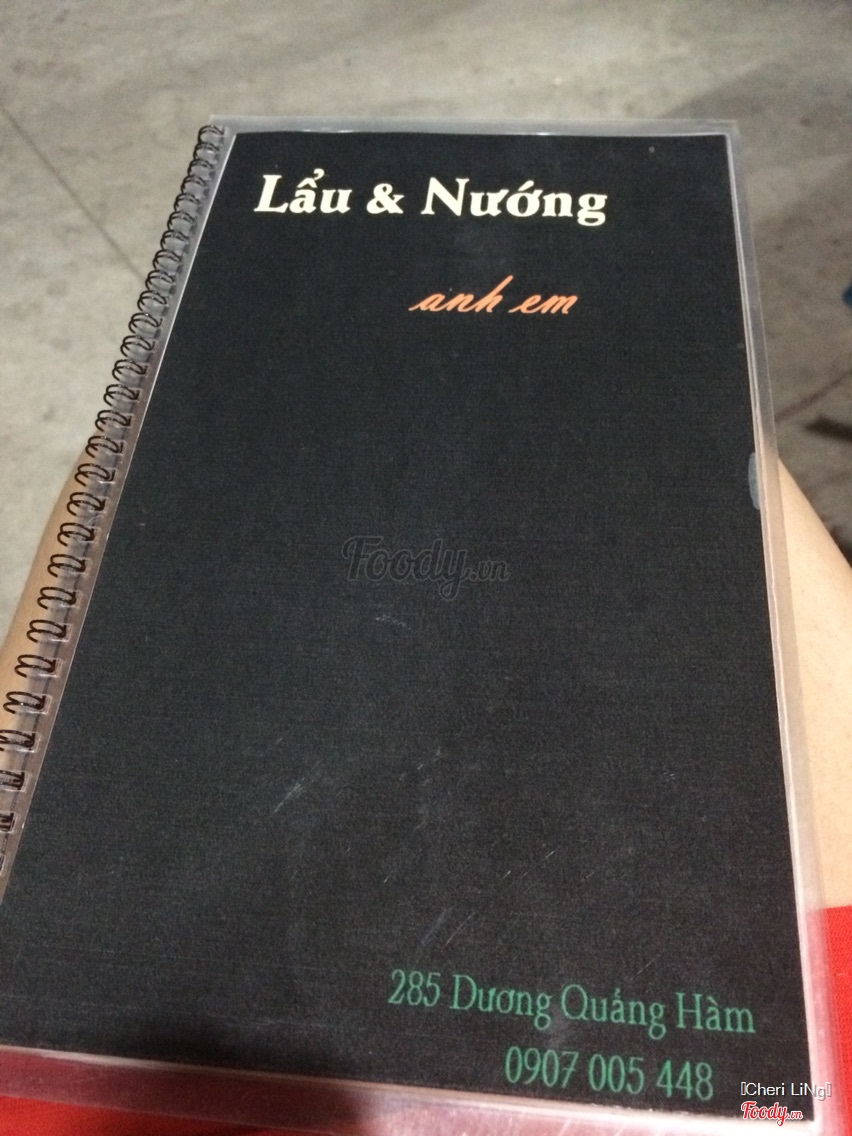 Lẩu & Nướng
anh em
Foody.vn
285 Dương Quảng Hàm
0907 005 448
Cheri LiNg
Foody.vn